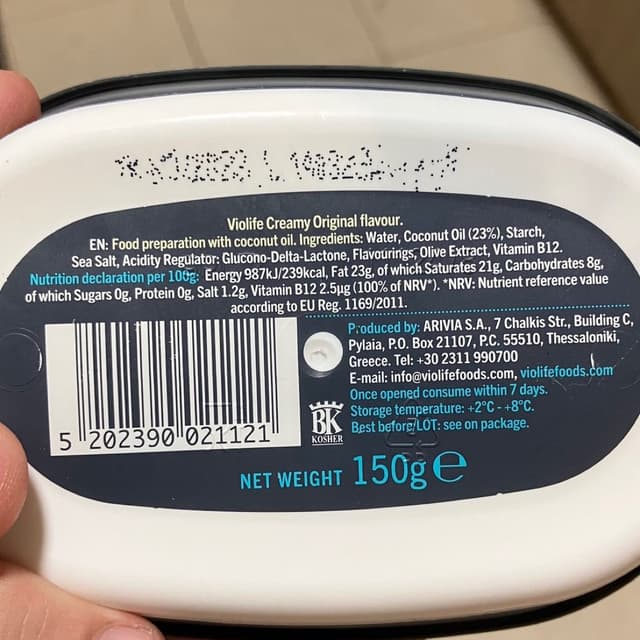 Violife Creamy Original flavour.
EN: Food preparation with coconut oil. Ingredients: Water, Coconut Oil (23%), Starch,
Sea Salt, Acidity Regulator: Glucono-Delta-Lactone, Flavourings, Olive Extract, Vitamin B12.
Nutrition declaration per 100g: Energy 987kJ/239kcal, Fat 23g, of which Saturates 21g, Carbohydrates 8g,
of which Sugars 0g, Protein 0g, Salt 1.2g, Vitamin B12 2.5µg (100% of NRV*). *NRV: Nutrient reference value
according to EU Reg. 1169/2011.
Produced by: ARIVIA S.A., 7 Chalkis Str., Building C,
Pylaia, P.O. Box 21107, P.C. 55510, Thessaloniki,
Greece. Tel: +30 2311 990700
E-mail: info@violifefoods.com, violifefoods.com
Once opened consume within 7 days.
Storage temperature: +2°C - +8°C.
Best before/LOT: see on package.
BK
KOSHER
5 202390 021121
NET WEIGHT 150g e